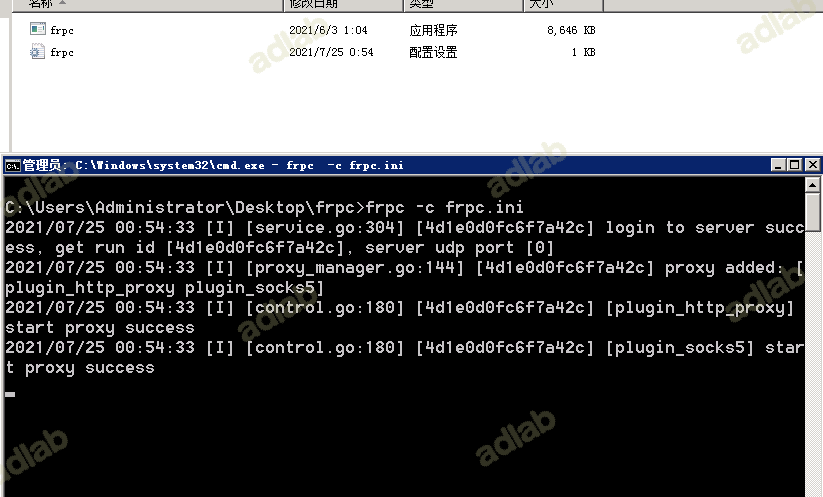 名称 修改日期 类型 大小
frpc 2021/6/3 1:04 应用程序 8,646 KB
frpc 2021/7/25 0:54 配置设置 1 KB
管理员: C:\Windows\system32\cmd.exe - frpc -c frpc.ini
C:\Users\Administrator\Desktop\frpc>frpc -c frpc.ini
2021/07/25 00:54:33 [I] [service.go:304] [4d1e0d0fc6f7a42c] login to server succ
ess, get run id [4d1e0d0fc6f7a42c], server udp port [0]
2021/07/25 00:54:33 [I] [proxy_manager.go:144] [4d1e0d0fc6f7a42c] proxy added: [
plugin_http_proxy plugin_socks5]
2021/07/25 00:54:33 [I] [control.go:180] [4d1e0d0fc6f7a42c] [plugin_http_proxy]
start proxy success
2021/07/25 00:54:33 [I] [control.go:180] [4d1e0d0fc6f7a42c] [plugin_socks5] star
t proxy success
adlab
adlab
adlab
adlab
adlab
adlab
adlab
adlab